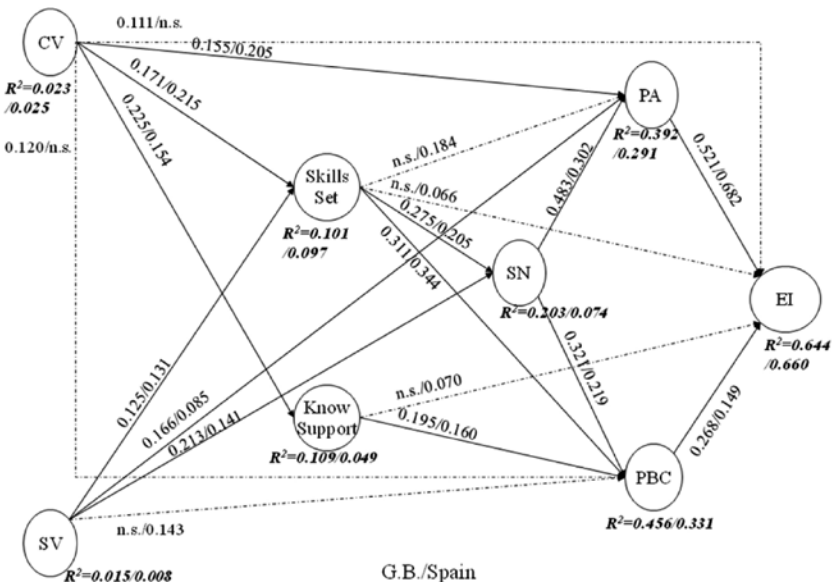 0.111/n.s.
CV
0.155/0.205
R²=0.023
/0.025
0.171/0.215
PA
0.225/0.154
R²=0.392
/0.291
0.120/n.s.
n.s./0.184
Skills
Set
n.s./0.066
0.483/0.302
0.521/0.682
0.275/0.205
R²=0.101
/0.097
0.311/0.344
SN
EI
R²=0.203/0.074
R²=0.644
/0.660
0.321/0.219
0.125/0.131
n.s./0.070
0.166/0.085
Know
Support
0.195/0.160
0.268/0.149
0.213/0.141
R²=0.109/0.049
PBC
n.s./0.143
R²=0.456/0.331
SV
R²=0.015/0.008
G.B./Spain